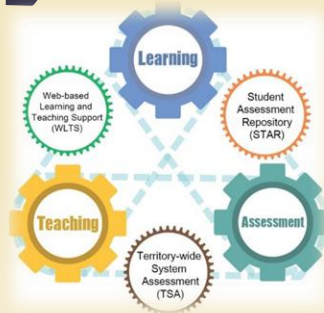 Learning
Web-based
Learning and
Teaching Support
(WLTS)
Student
Assessment
Repository
(STAR)
Teaching
Assessment
Territory-wide
System
Assessment
(TSA)